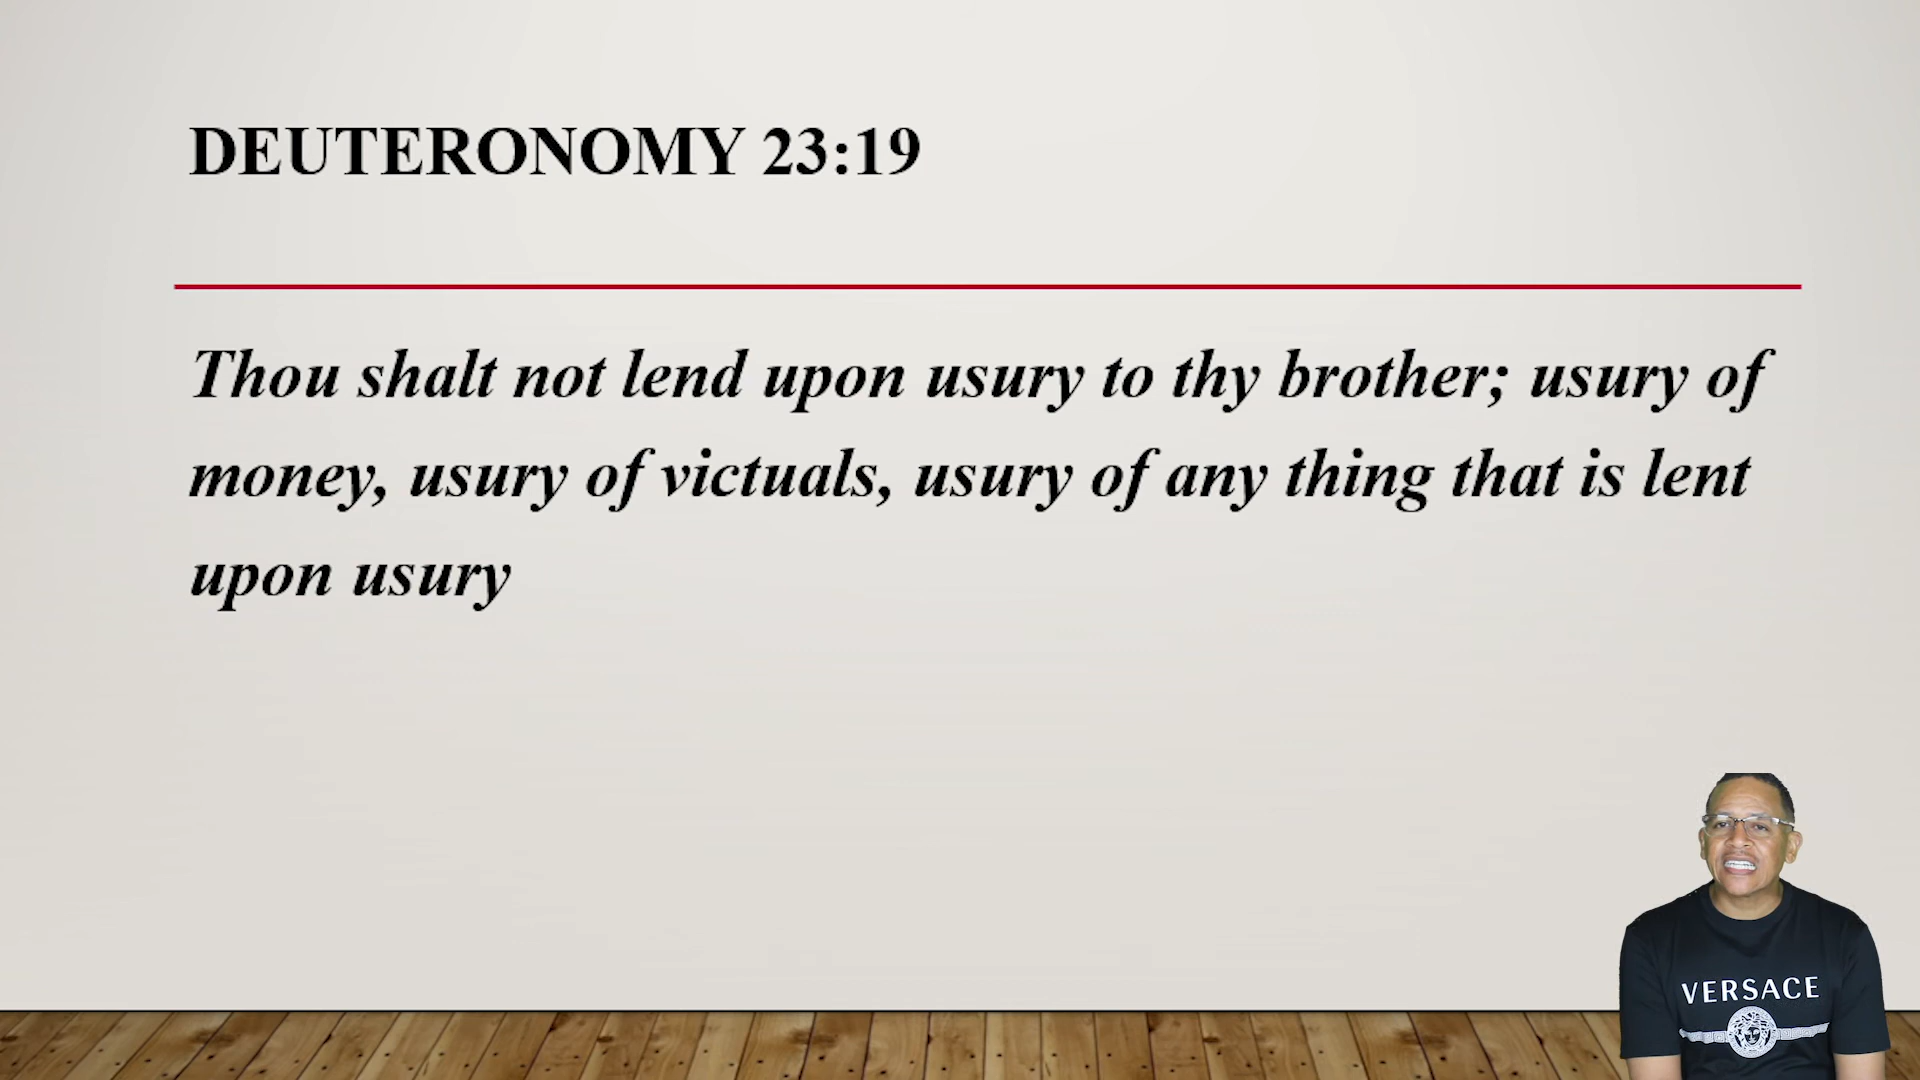 DEUTERONOMY 23:19
Thou shalt not lend upon usury to thy brother; usury of
money, usury of victuals, usury of any thing that is lent
upon usury
VERSACE